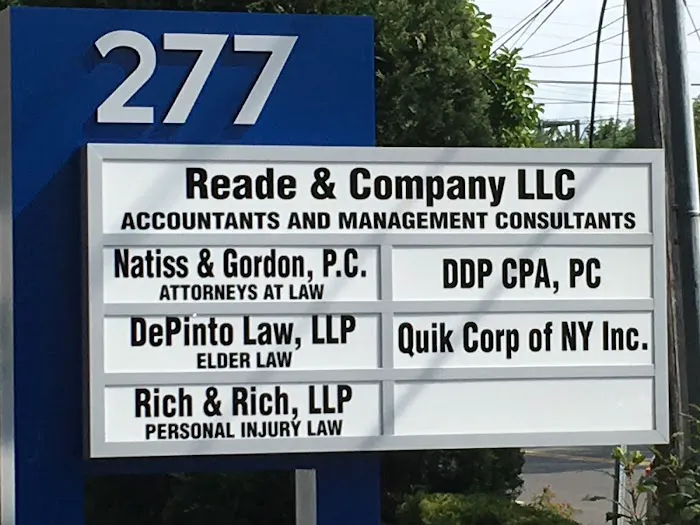 277
Reade & Company LLC
ACCOUNTANTS AND MANAGEMENT CONSULTANTS
Natiss & Gordon, P.C.
ATTORNEYS AT LAW
DDP CPA, PC
DePinto Law, LLP
ELDER LAW
Quik Corp of NY Inc.
Rich & Rich, LLP
PERSONAL INJURY LAW